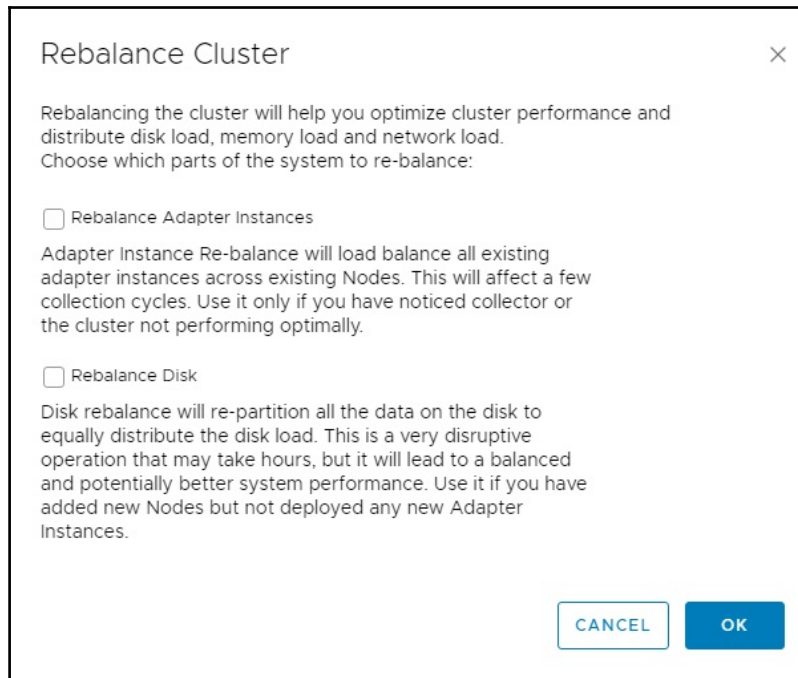 Rebalance Cluster
Rebalancing the cluster will help you optimize cluster performance and
distribute disk load, memory load and network load.
Choose which parts of the system to re-balance:
Rebalance Adapter Instances
Adapter Instance Re-balance will load balance all existing
adapter instances across existing Nodes. This will affect a few
collection cycles. Use it only if you have noticed collector or
the cluster not performing optimally.
Rebalance Disk
Disk rebalance will re-partition all the data on the disk to
equally distribute the disk load. This is a very disruptive
operation that may take hours, but it will lead to a balanced
and potentially better system performance. Use it if you have
added new Nodes but not deployed any new Adapter
Instances.
CANCEL OK